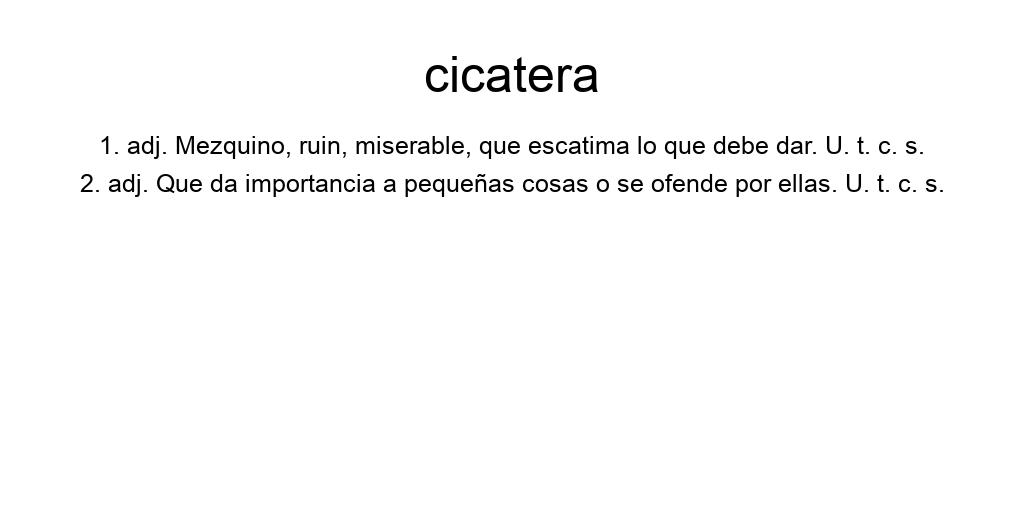 cicatera
1. adj. Mezquino, ruin, miserable, que escatima lo que debe dar. U. t. c. s.
2. adj. Que da importancia a pequeñas cosas o se ofende por ellas. U. t. c. s.